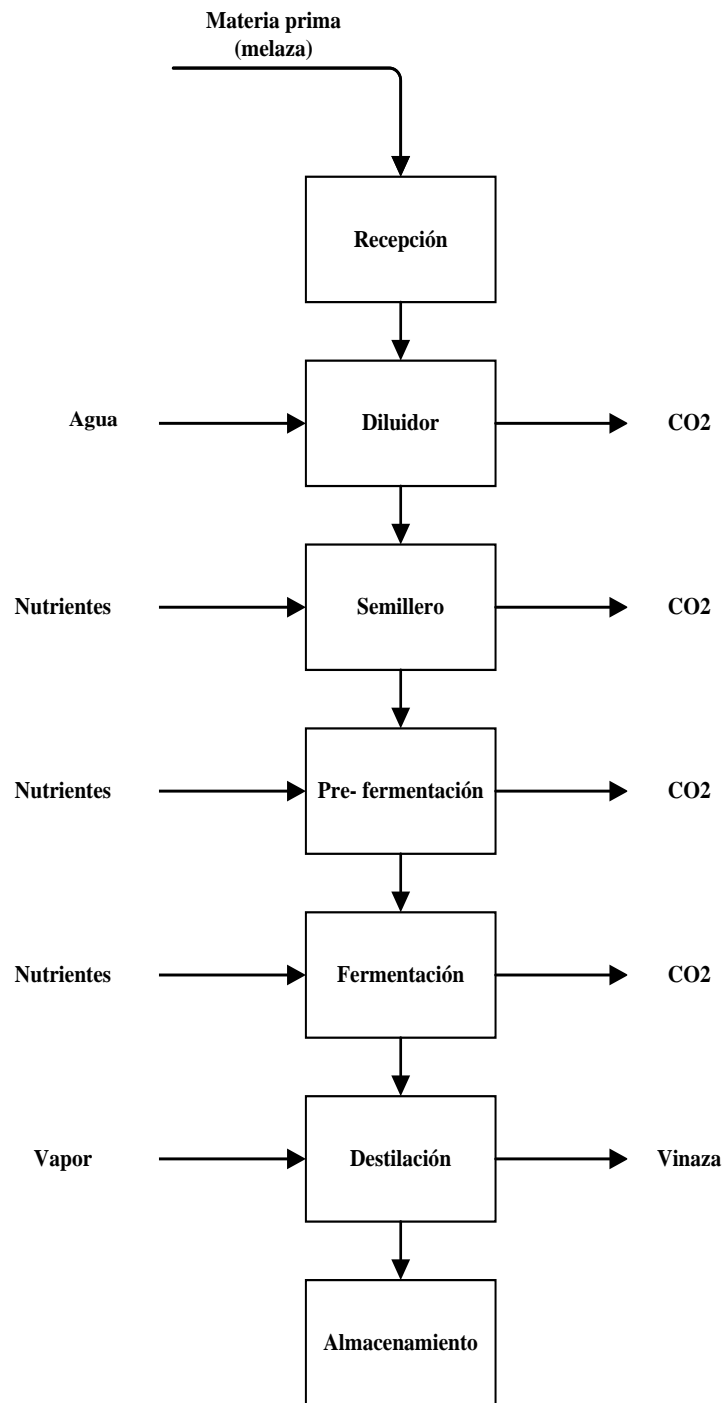 Materia prima
(melaza)
Recepción
Agua
Diluidor
CO2
Nutrientes
Semillero
CO2
Nutrientes
Pre- fermentación
CO2
Nutrientes
Fermentación
CO2
Vapor
Destilación
Vinaza
Almacenamiento